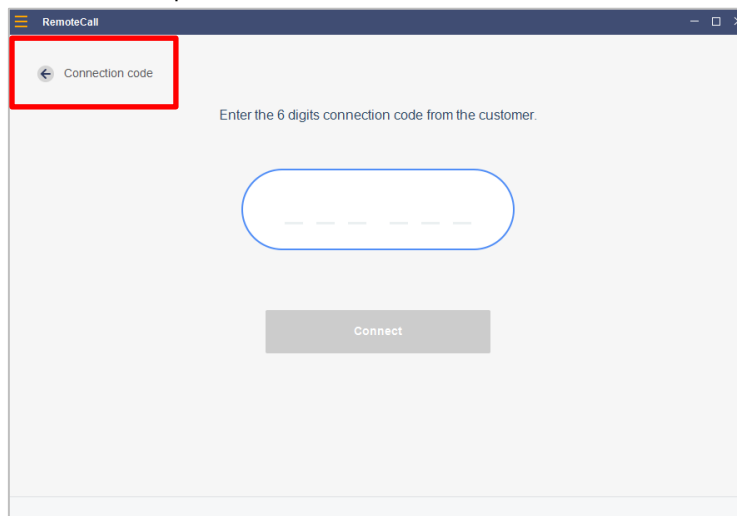 RemoteCall
Connection code
Enter the 6 digits connection code from the customer.
Connect